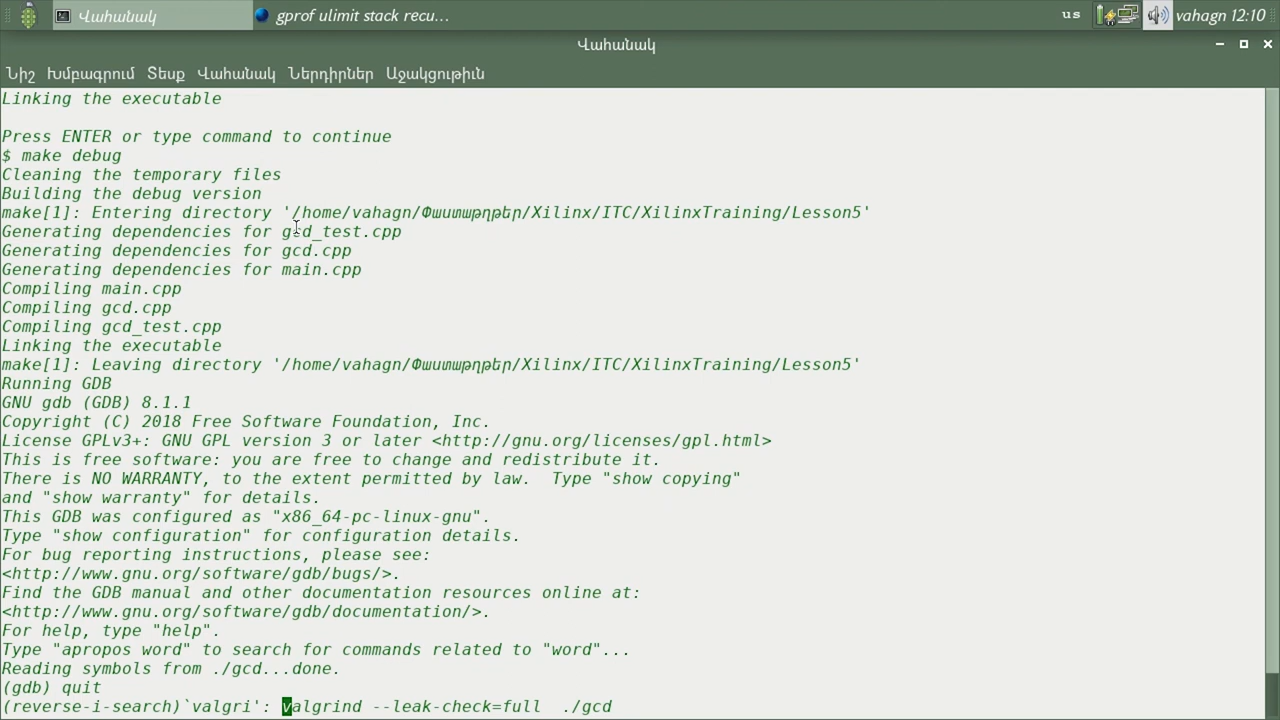 Վահանակ
gprof ulimit stack recu...
us
vahagn 12:10
Վահանակ
Նիշ Խմբագրում Տեսք Վահանակ Ներդիրներ Աջակցութիւն
Linking the executable
Press ENTER or type command to continue
$ make debug
Cleaning the temporary files
Building the debug version
make[1]: Entering directory '/home/vahagn/Փաստաթղթեր/Xilinx/ITC/XilinxTraining/Lesson5'
Generating dependencies for gcd_test.cpp
Generating dependencies for gcd.cpp
Generating dependencies for main.cpp
Compiling main.cpp
Compiling gcd.cpp
Compiling gcd_test.cpp
Linking the executable
make[1]: Leaving directory '/home/vahagn/Փաստաթղթեր/Xilinx/ITC/XilinxTraining/Lesson5'
Running GDB
GNU gdb (GDB) 8.1.1
Copyright (C) 2018 Free Software Foundation, Inc.
License GPLv3+: GNU GPL version 3 or later <http://gnu.org/licenses/gpl.html>
This is free software: you are free to change and redistribute it.
There is NO WARRANTY, to the extent permitted by law.  Type "show copying"
and "show warranty" for details.
This GDB was configured as "x86_64-pc-linux-gnu".
Type "show configuration" for configuration details.
For bug reporting instructions, please see:
<http://www.gnu.org/software/gdb/bugs/>.
Find the GDB manual and other documentation resources online at:
<http://www.gnu.org/software/gdb/documentation/>.
For help, type "help".
Type "apropos word" to search for commands related to "word"...
Reading symbols from ./gcd...done.
(gdb) quit
(reverse-i-search)`valgri': valgrind --leak-check=full  ./gcd